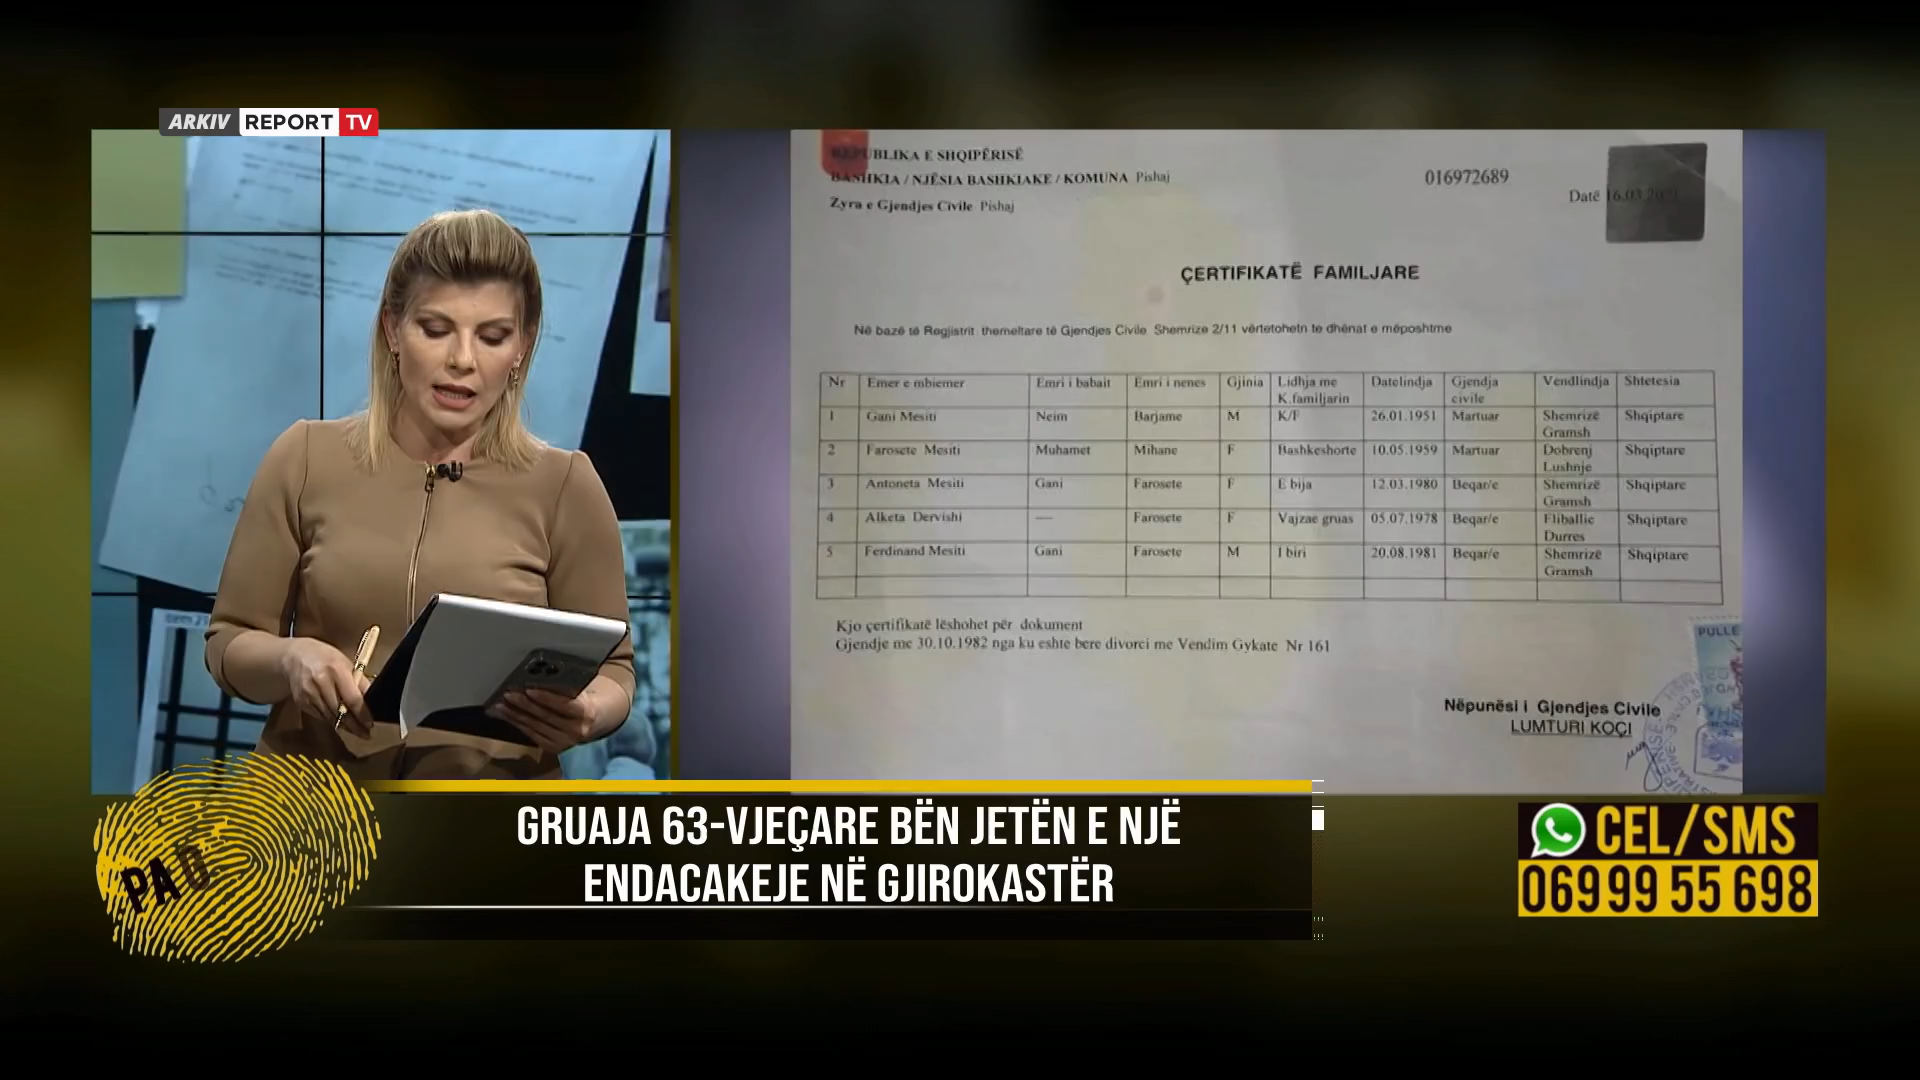 ARKIV REPORT TV
REPUBLIKA E SHQIPËRISË
BASHKIA / NJËSIA BASHKIAKE / KOMUNA Pishaj
Zyra e Gjendjes Civile Pishaj
016972689
Datë 16.03
ÇERTIFIKATË FAMILJARE
Në bazë të Regjistrit themeltare të Gjendjes Civile Shemrize 2/11 vërtetohetn te dhënat e mëposhtme
Nr Emer e mbiemer Emri i babait Emri i nenes Gjinia Lidhja me K.familjarin Datelindja Gjendja civile Vendlindja Shtetesia
1 Gani Mesiti Neim Barjame M K/F 26.01.1951 Martuar Shemrizë Gramsh Shqiptare
2 Farosete Mesiti Muhamet Mihane F Bashkeshorte 10.05.1959 Martuar Dobrenj Lushnje Shqiptare
3 Antoneta Mesiti Gani Farosete F E bija 12.03.1980 Beqar/e Shemrizë Gramsh Shqiptare
4 Alketa Dervishi — Farosete F Vajzae gruas 05.07.1978 Beqar/e Fliballie Durres Shqiptare
5 Ferdinand Mesiti Gani Farosete M I biri 20.08.1981 Beqar/e Shemrizë Gramsh Shqiptare
Kjo çertifikatë lëshohet për dokument
Gjendje me 30.10.1982 nga ku eshte bere divorci me Vendim Gykate Nr 161
PULLE
Nëpunësi i Gjendjes Civile
LUMTURI KOÇI
PA G
GRUAJA 63-VJEÇARE BËN JETËN E NJË
ENDACAKEJE NË GJIROKASTËR
CEL/SMS
069 99 55 698